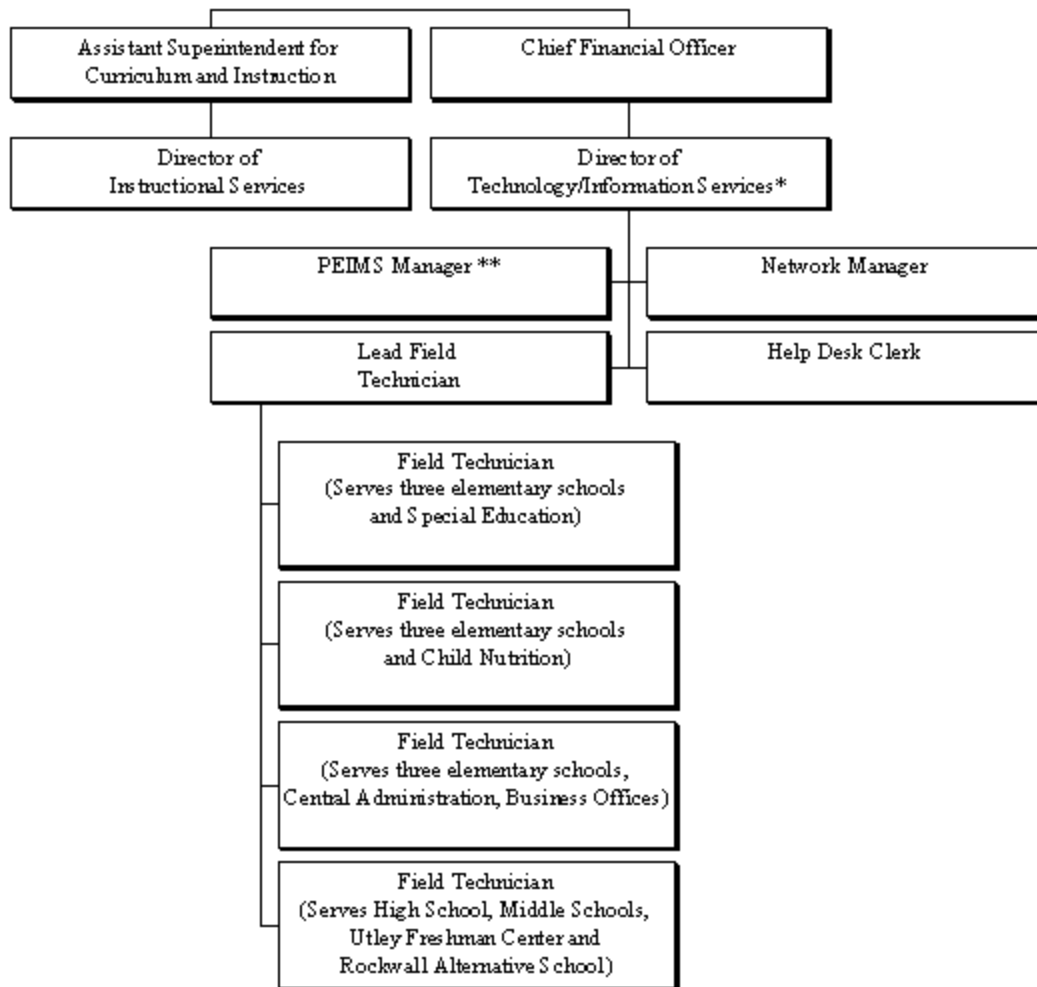 Assistant Superintendent for
Curriculum and Instruction
Chief Financial Officer
Director of
Instructional Services
Director of
Technology/Information Services*
PEIMS Manager **
Network Manager
Lead Field
Technician
Help Desk Clerk
Field Technician
(Serves three elementary schools
and Special Education)
Field Technician
(Serves three elementary schools
and Child Nutrition)
Field Technician
(Serves three elementary schools,
Central Administration, Business Offices)
Field Technician
(Serves High School, Middle Schools,
Utley Freshman Center and
Rockwall Alternative School)